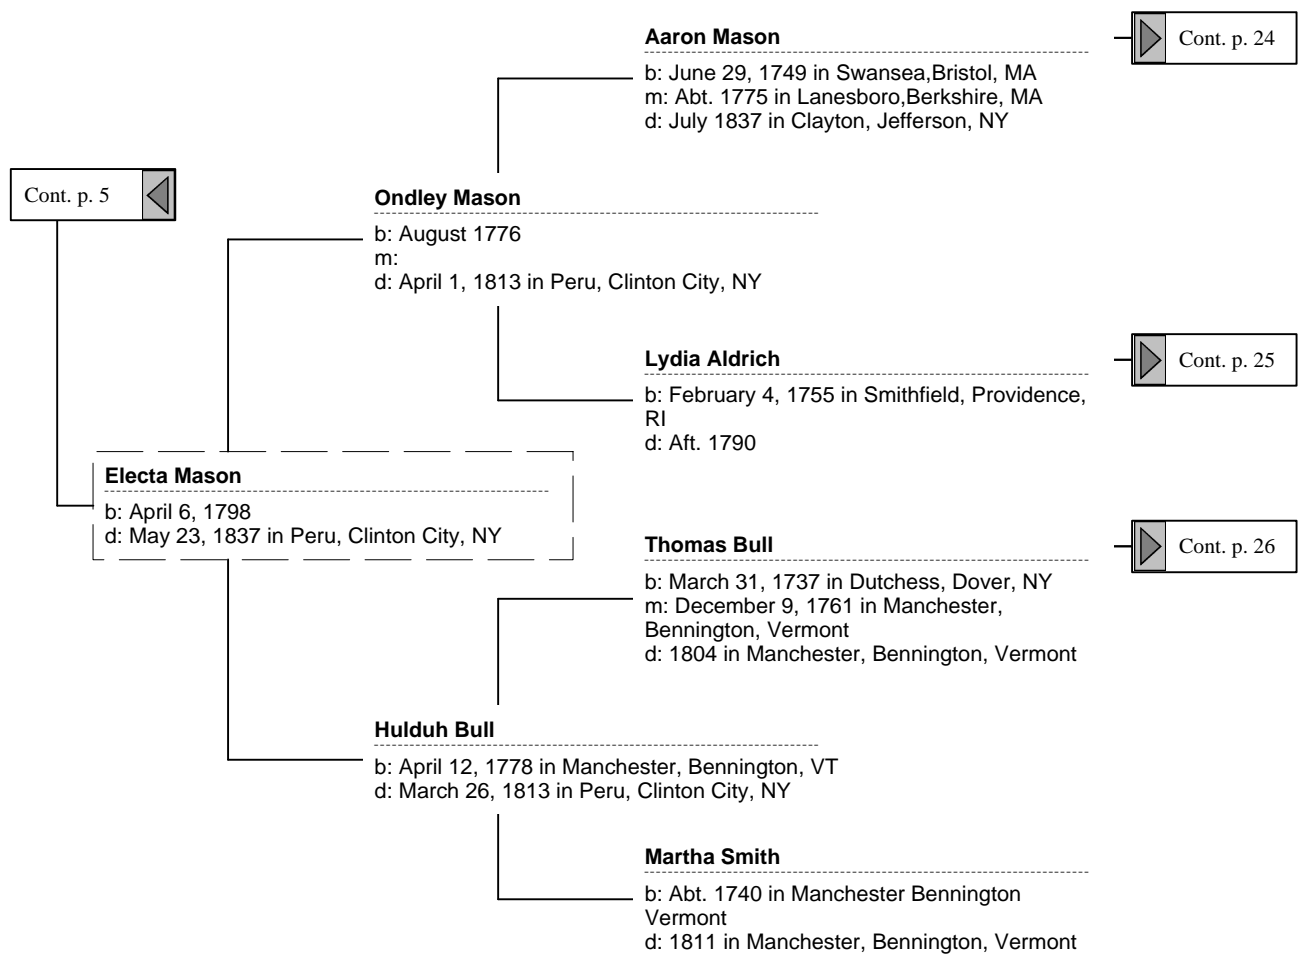 Aaron Mason
Cont. p. 24
b: June 29, 1749 in Swansea,Bristol, MA
m: Abt. 1775 in Lanesboro,Berkshire, MA
d: July 1837 in Clayton, Jefferson, NY
Cont. p. 5
Ondley Mason
b: August 1776
m:
d: April 1, 1813 in Peru, Clinton City, NY
Lydia Aldrich
Cont. p. 25
b: February 4, 1755 in Smithfield, Providence,
RI
d: Aft. 1790
Electa Mason
b: April 6, 1798
d: May 23, 1837 in Peru, Clinton City, NY
Thomas Bull
Cont. p. 26
b: March 31, 1737 in Dutchess, Dover, NY
m: December 9, 1761 in Manchester,
Bennington, Vermont
d: 1804 in Manchester, Bennington, Vermont
Hulduh Bull
b: April 12, 1778 in Manchester, Bennington, VT
d: March 26, 1813 in Peru, Clinton City, NY
Martha Smith
b: Abt. 1740 in Manchester Bennington
Vermont
d: 1811 in Manchester, Bennington, Vermont